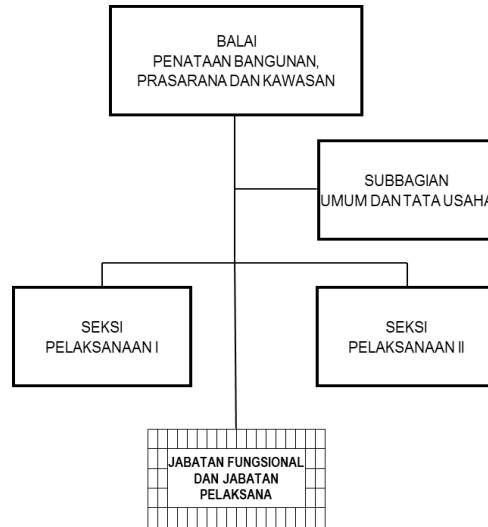 BALAI
PENATAAN BANGUNAN,
PRASARANA DAN KAWASAN
SUBBAGIAN
UMUM DAN TATA USAHA
SEKSI
PELAKSANAAN I
SEKSI
PELAKSANAAN II
JABATAN FUNGSIONAL
DAN JABATAN
PELAKSANA